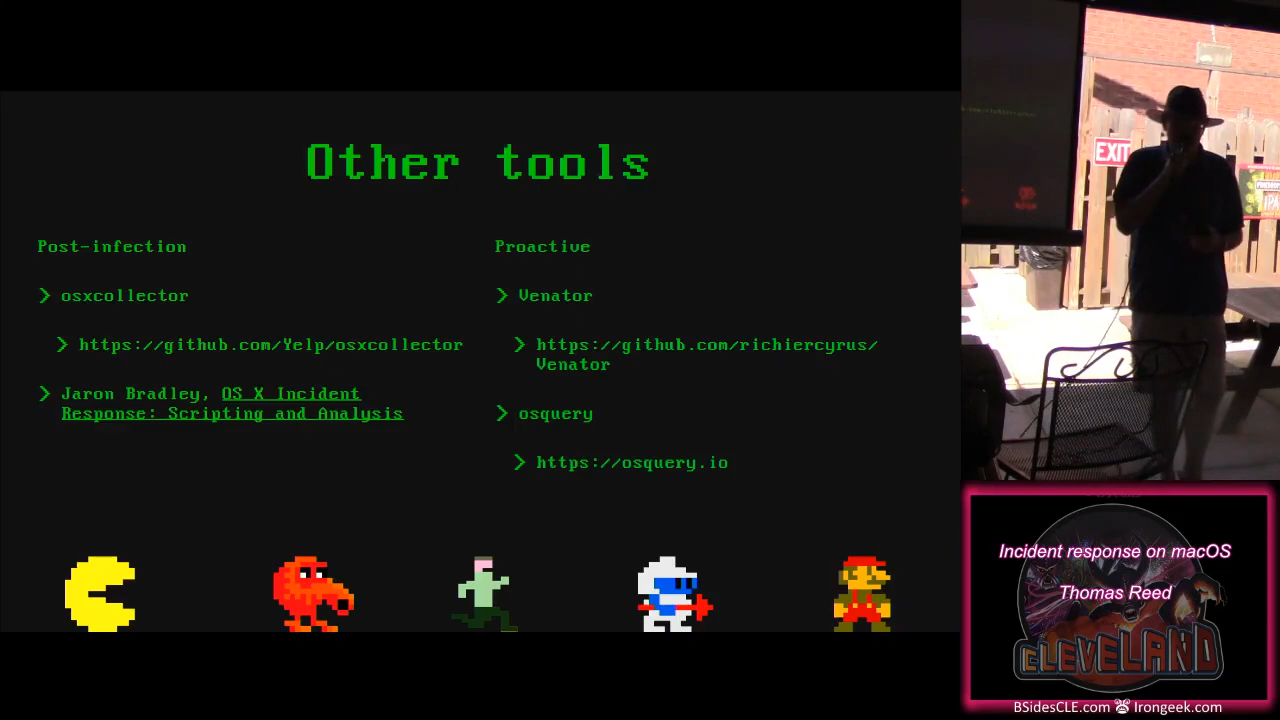 Other tools
Post-infection
> osxcollector
> https://github.com/Yelp/osxcollector
> Jaron Bradley, OS X Incident
Response: Scripting and Analysis
Proactive
> Venator
> https://github.com/richiercyrus/
Venator
> osquery
> https://osquery.io
EXIT
IPA
Incident response on macOS
Thomas Reed
CLEVELAND
BSidesCLE.com Irongeek.com